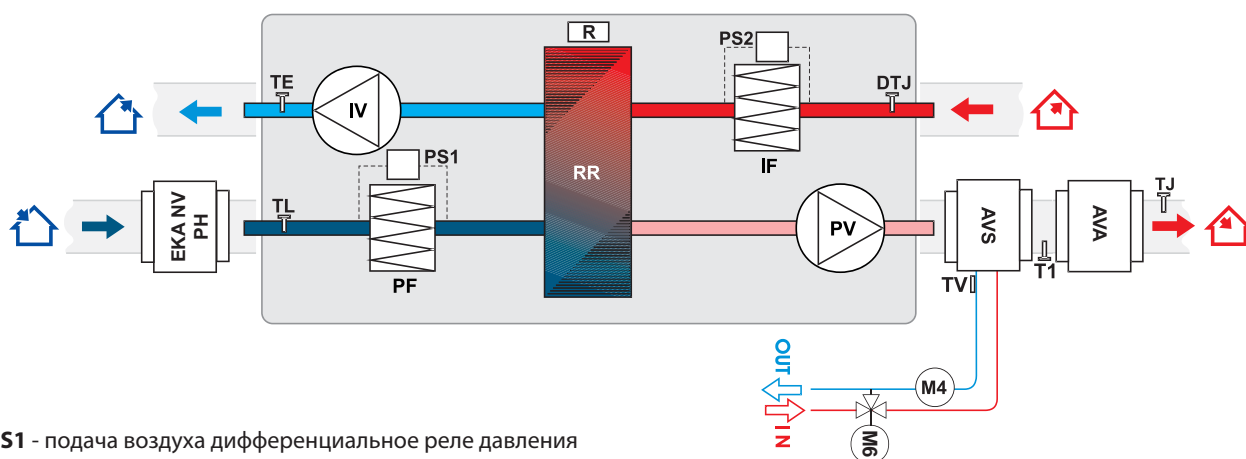 R
PS2
TE
IV
DTJ
IF
PS1
RR
TL
EKA NV
PH
PF
PV
AVS
AVA
TJ
T1
TV
OUT
IN
M4
M6
S1 - подача воздуха дифференциальное реле давления